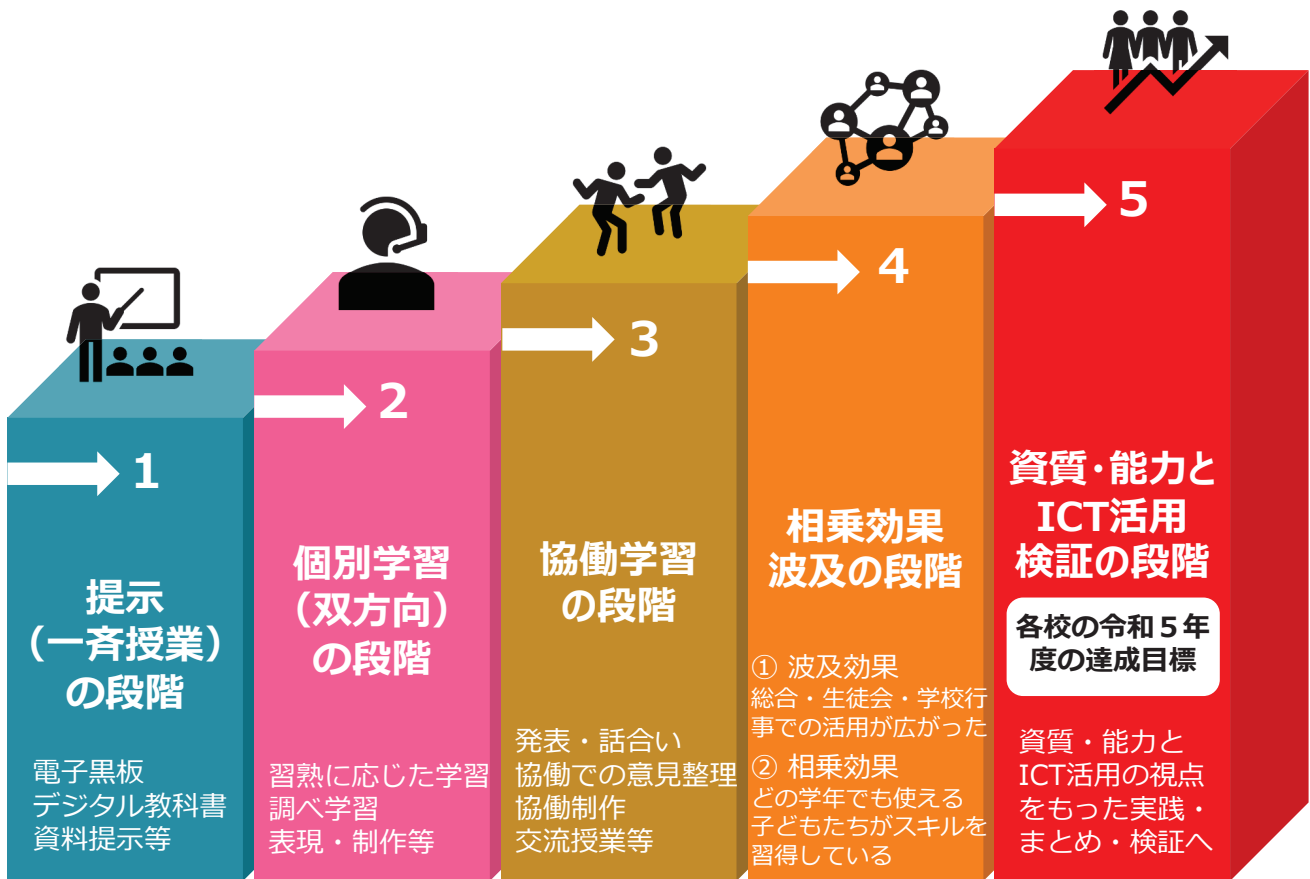 1
提示
（一斉授業）
の段階
電子黒板
デジタル教科書
資料提示等
2
個別学習
（双方向）
の段階
習熟に応じた学習
調べ学習
表現・制作等
3
協働学習
の段階
発表・話合い
協働での意見整理
協働制作
交流授業等
4
相乗効果
波及の段階
① 波及効果
総合・生徒会・学校行
事での活用が広がった
② 相乗効果
どの学年でも使える
子どもたちがスキルを
習得している
5
資質・能力と
ICT活用
検証の段階
各校の令和５年
度の達成目標
資質・能力と
ICT活用の視点
をもった実践・
まとめ・検証へ